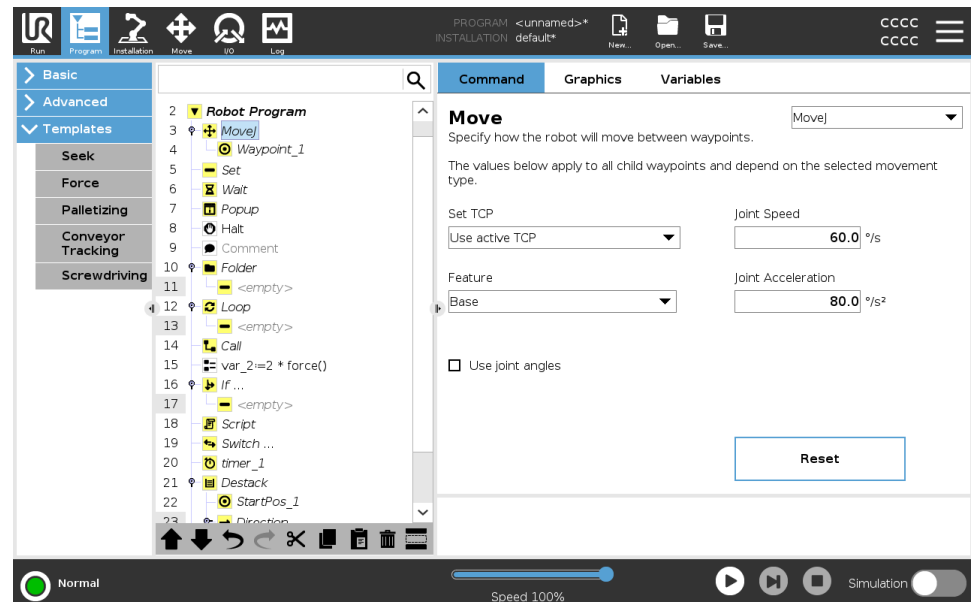 UR
Run
Program
Installation
Move
I/O
Log
PROGRAM <unnamed>*
INSTALLATION default*
New...
Open...
Save...
CCCC
CCCC
Basic
Advanced
Templates
Seek
Force
Palletizing
Conveyor
Tracking
Screwdriving
2 Robot Program
3 MoveJ
4 Waypoint_1
5 Set
6 Wait
7 Popup
8 Halt
9 Comment
10 Folder
11 <empty>
12 Loop
13 <empty>
14 Call
15 var_2:=2 * force()
16 If ...
17 <empty>
18 Script
19 Switch ...
20 timer_1
21 Destack
22 StartPos_1
23 Direction
Command
Graphics
Variables
Move
MoveJ
Specify how the robot will move between waypoints.
The values below apply to all child waypoints and depend on the selected movement
type.
Set TCP
Joint Speed
Use active TCP
60.0 °/s
Feature
Joint Acceleration
Base
80.0 °/s²
Use joint angles
Reset
Normal
Speed 100%
Simulation